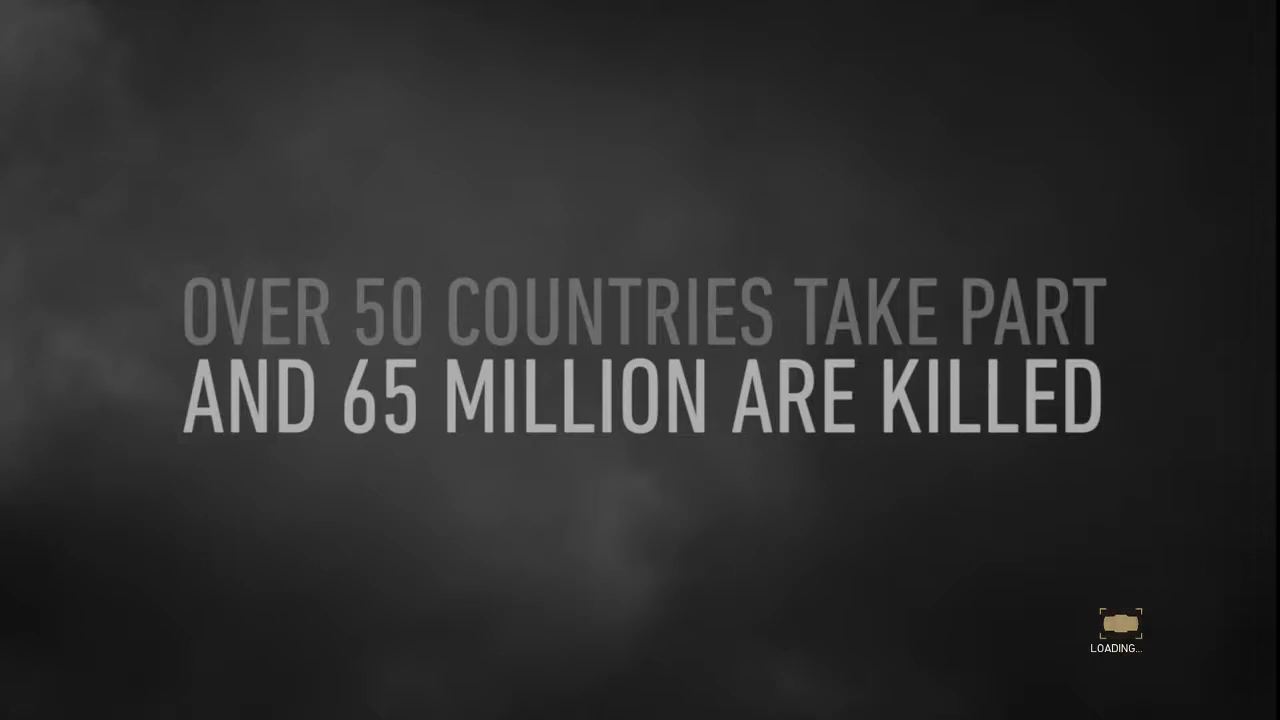 OVER 50 COUNTRIES TAKE PART
AND 65 MILLION ARE KILLED
LOADING...